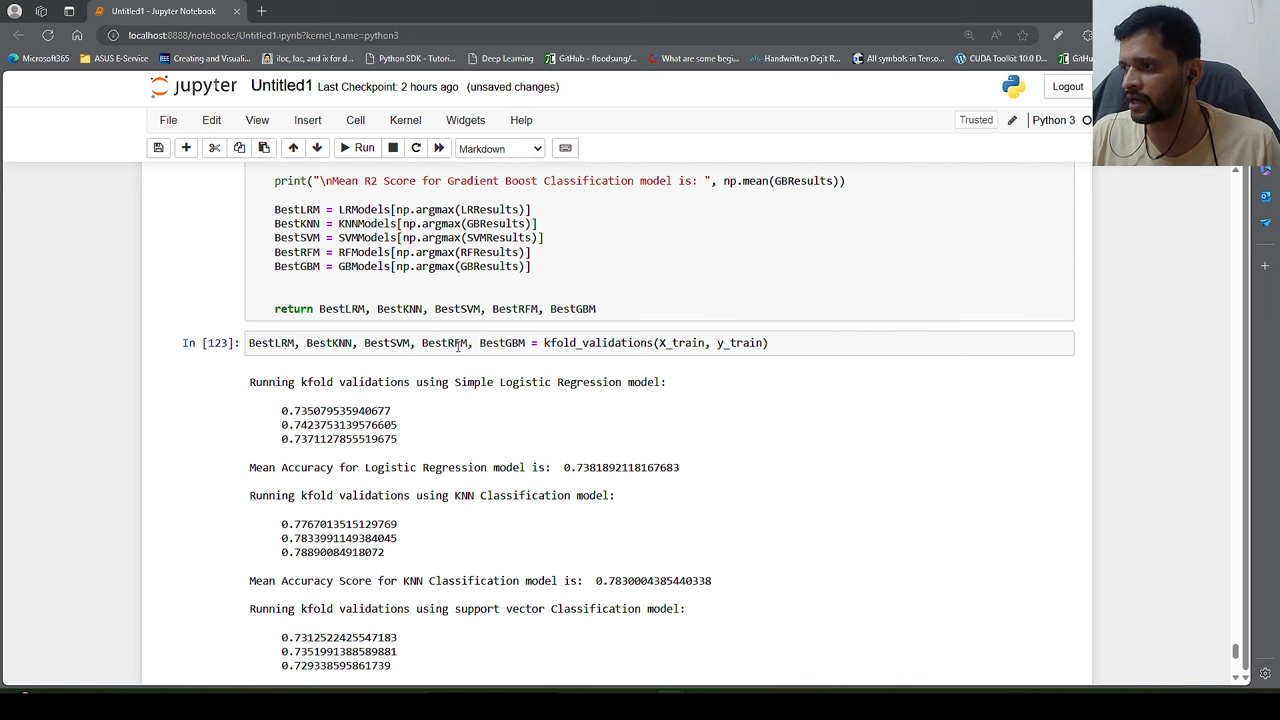 Untitled1 - Jupyter Notebook
localhost:8888/notebooks/Untitled1.ipynb?kernel_name=python3
Microsoft365 ASUS E-Service Creating and Visuali... iloc, loc, and ix for d... Python SDK - Tutori... Deep Learning GitHub - floodsung/... What are some begi... Handwritten Digit R... All symbols in Tenso... CUDA Toolkit 10.0 D... GitHub
jupyter Untitled1 Last Checkpoint: 2 hours ago (unsaved changes) Logout
File Edit View Insert Cell Kernel Widgets Help Trusted Python 3
Run Markdown
print("\nMean R2 Score for Gradient Boost Classification model is: ", np.mean(GBResults))
BestLRM = LRModels[np.argmax(LRResults)]
BestKNN = KNNModels[np.argmax(GBResults)]
BestSVM = SVMModels[np.argmax(SVMResults)]
BestRFM = RFModels[np.argmax(RFResults)]
BestGBM = GBModels[np.argmax(GBResults)]
return BestLRM, BestKNN, BestSVM, BestRFM, BestGBM
In [123]: BestLRM, BestKNN, BestSVM, BestRFM, BestGBM = kfold_validations(X_train, y_train)
Running kfold validations using Simple Logistic Regression model:
0.735079535940677
0.7423753139576605
0.7371127855519675
Mean Accuracy for Logistic Regression model is: 0.7381892118167683
Running kfold validations using KNN Classification model:
0.7767013515129769
0.7833991149384045
0.78890084918072
Mean Accuracy Score for KNN Classification model is: 0.7830004385440338
Running kfold validations using support vector Classification model:
0.7312522425547183
0.7351991388589881
0.729338595861739